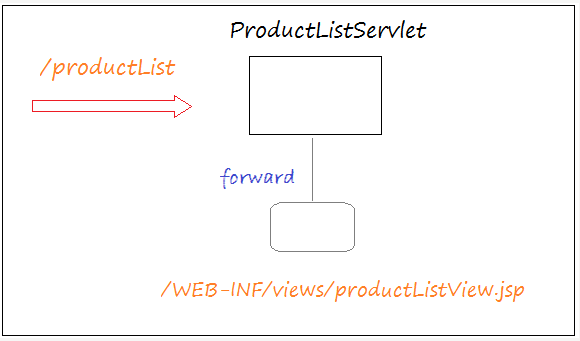 ProductListServlet
/productList
forward
/WEB-INF/views/productListView.jsp